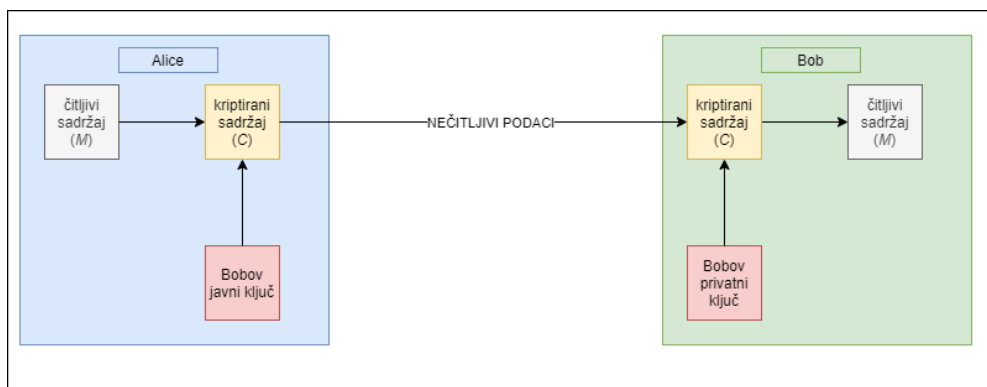 Alice
čitljivi
sadržaj
(M)
kriptirani
sadržaj
(C)
Bobov
javni ključ
NEČITLJIVI PODACI
Bob
kriptirani
sadržaj
(C)
čitljivi
sadržaj
(M)
Bobov
privatni
ključ